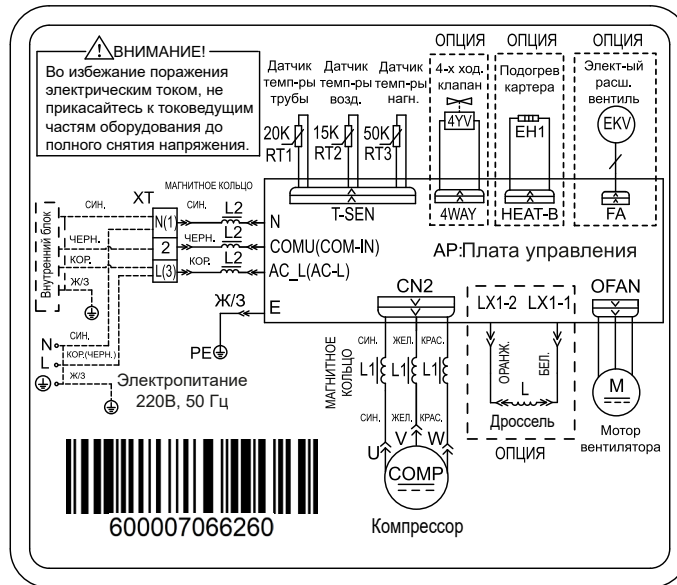 ВНИМАНИЕ!
Во избежание поражения
электрическим током, не
прикасайтесь к токоведущим
частям оборудования до
полного снятия напряжения.
Датчик
темп-ры
трубы
Датчик
темп-ры
возд.
Датчик
темп-ры
нагн.
20K
RT1
15K
RT2
50K
RT3
T-SEN
ОПЦИЯ
4-х ход.
клапан
4YV
4WAY
ОПЦИЯ
Подогрев
картера
EH1
HEAT-B
ОПЦИЯ
Элект-ый
расш.
вентиль
EKV
FA
МАГНИТНОЕ КОЛЬЦО
XT
Внутренний блок
СИН.
N(1)
СИН.
L2
N
ЧЕРН.
2
ЧЕРН.
L2
COMU(COM-IN)
КОР.
L(3)
КОР.
L2
AC_L(AC-L)
Ж/З
Ж/З
E
PE
AP:Плата управления
N
СИН.
L
КОР.(ЧЕРН.)
Ж/З
Электропитание
220В, 50 Гц
CN2
МАГНИТНОЕ
КОЛЬЦО
СИН.
ЖЕЛ.
КРАС.
L1
L1
L1
СИН.
ЖЕЛ.
КРАС.
U
V
W
COMP
Компрессор
LX1-2
LX1-1
ОРАНЖ.
БЕЛ.
L
Дроссель
ОПЦИЯ
OFAN
M
Мотор
вентилятора
600007066260